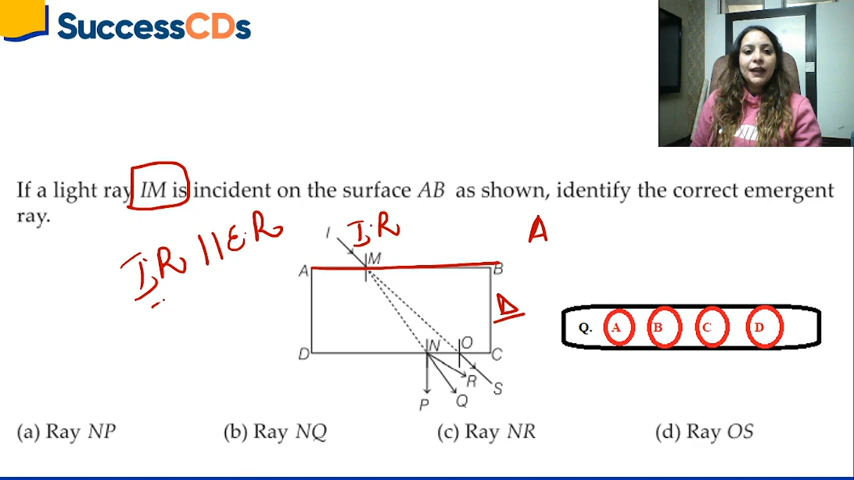 SuccessCDs
If a light ray IM is incident on the surface AB as shown, identify the correct emergent
ray.
I.R || E.R
I
I.R
A
A
M
B
Q. A B C D
D
N
O
C
R
S
P
Q
(a) Ray NP
(b) Ray NQ
(c) Ray NR
(d) Ray OS